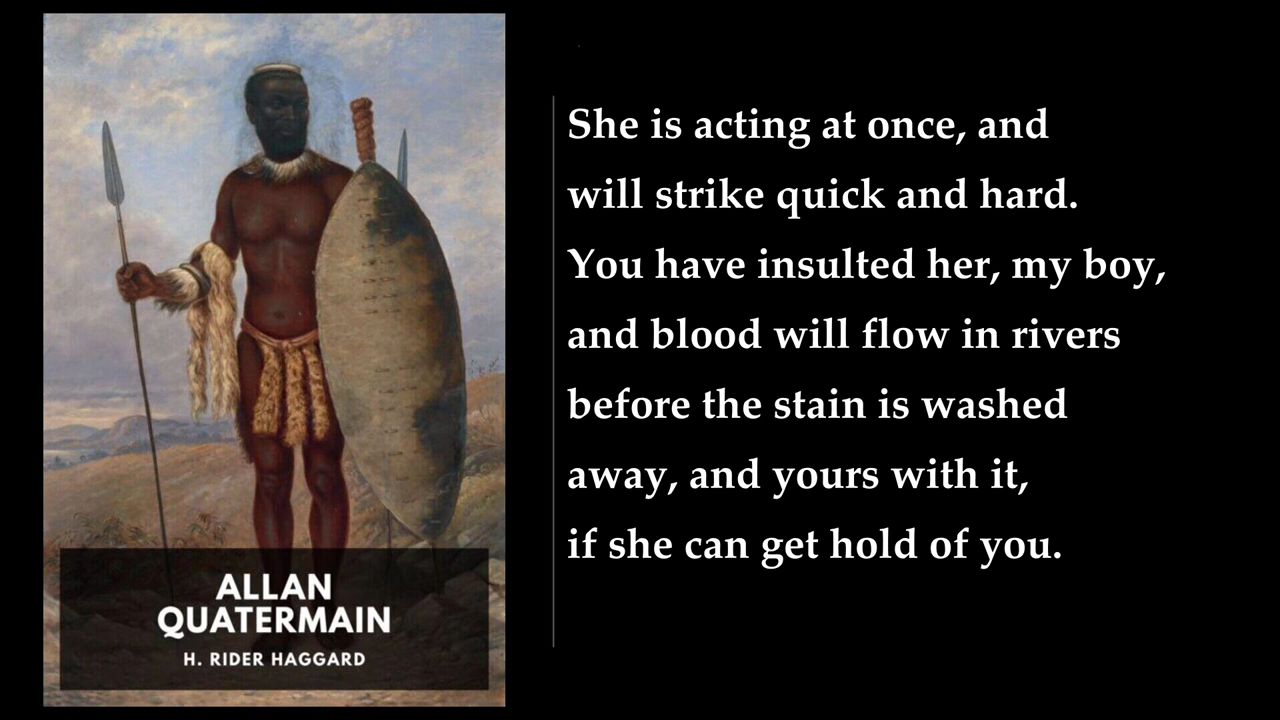 She is acting at once, and
will strike quick and hard.
You have insulted her, my boy,
and blood will flow in rivers
before the stain is washed
away, and yours with it,
if she can get hold of you.
ALLAN
QUATERMAIN
H. RIDER HAGGARD